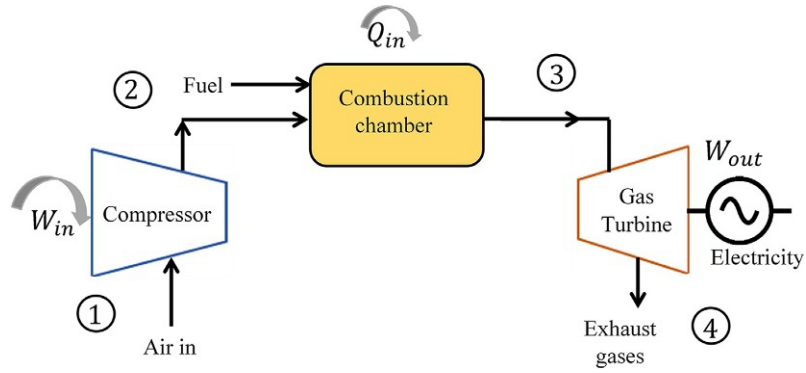 Q_in
②
Fuel
③
Combustion
chamber
W_in
Compressor
Gas
Turbine
W_out
Electricity
①
Air in
Exhaust
gases
④